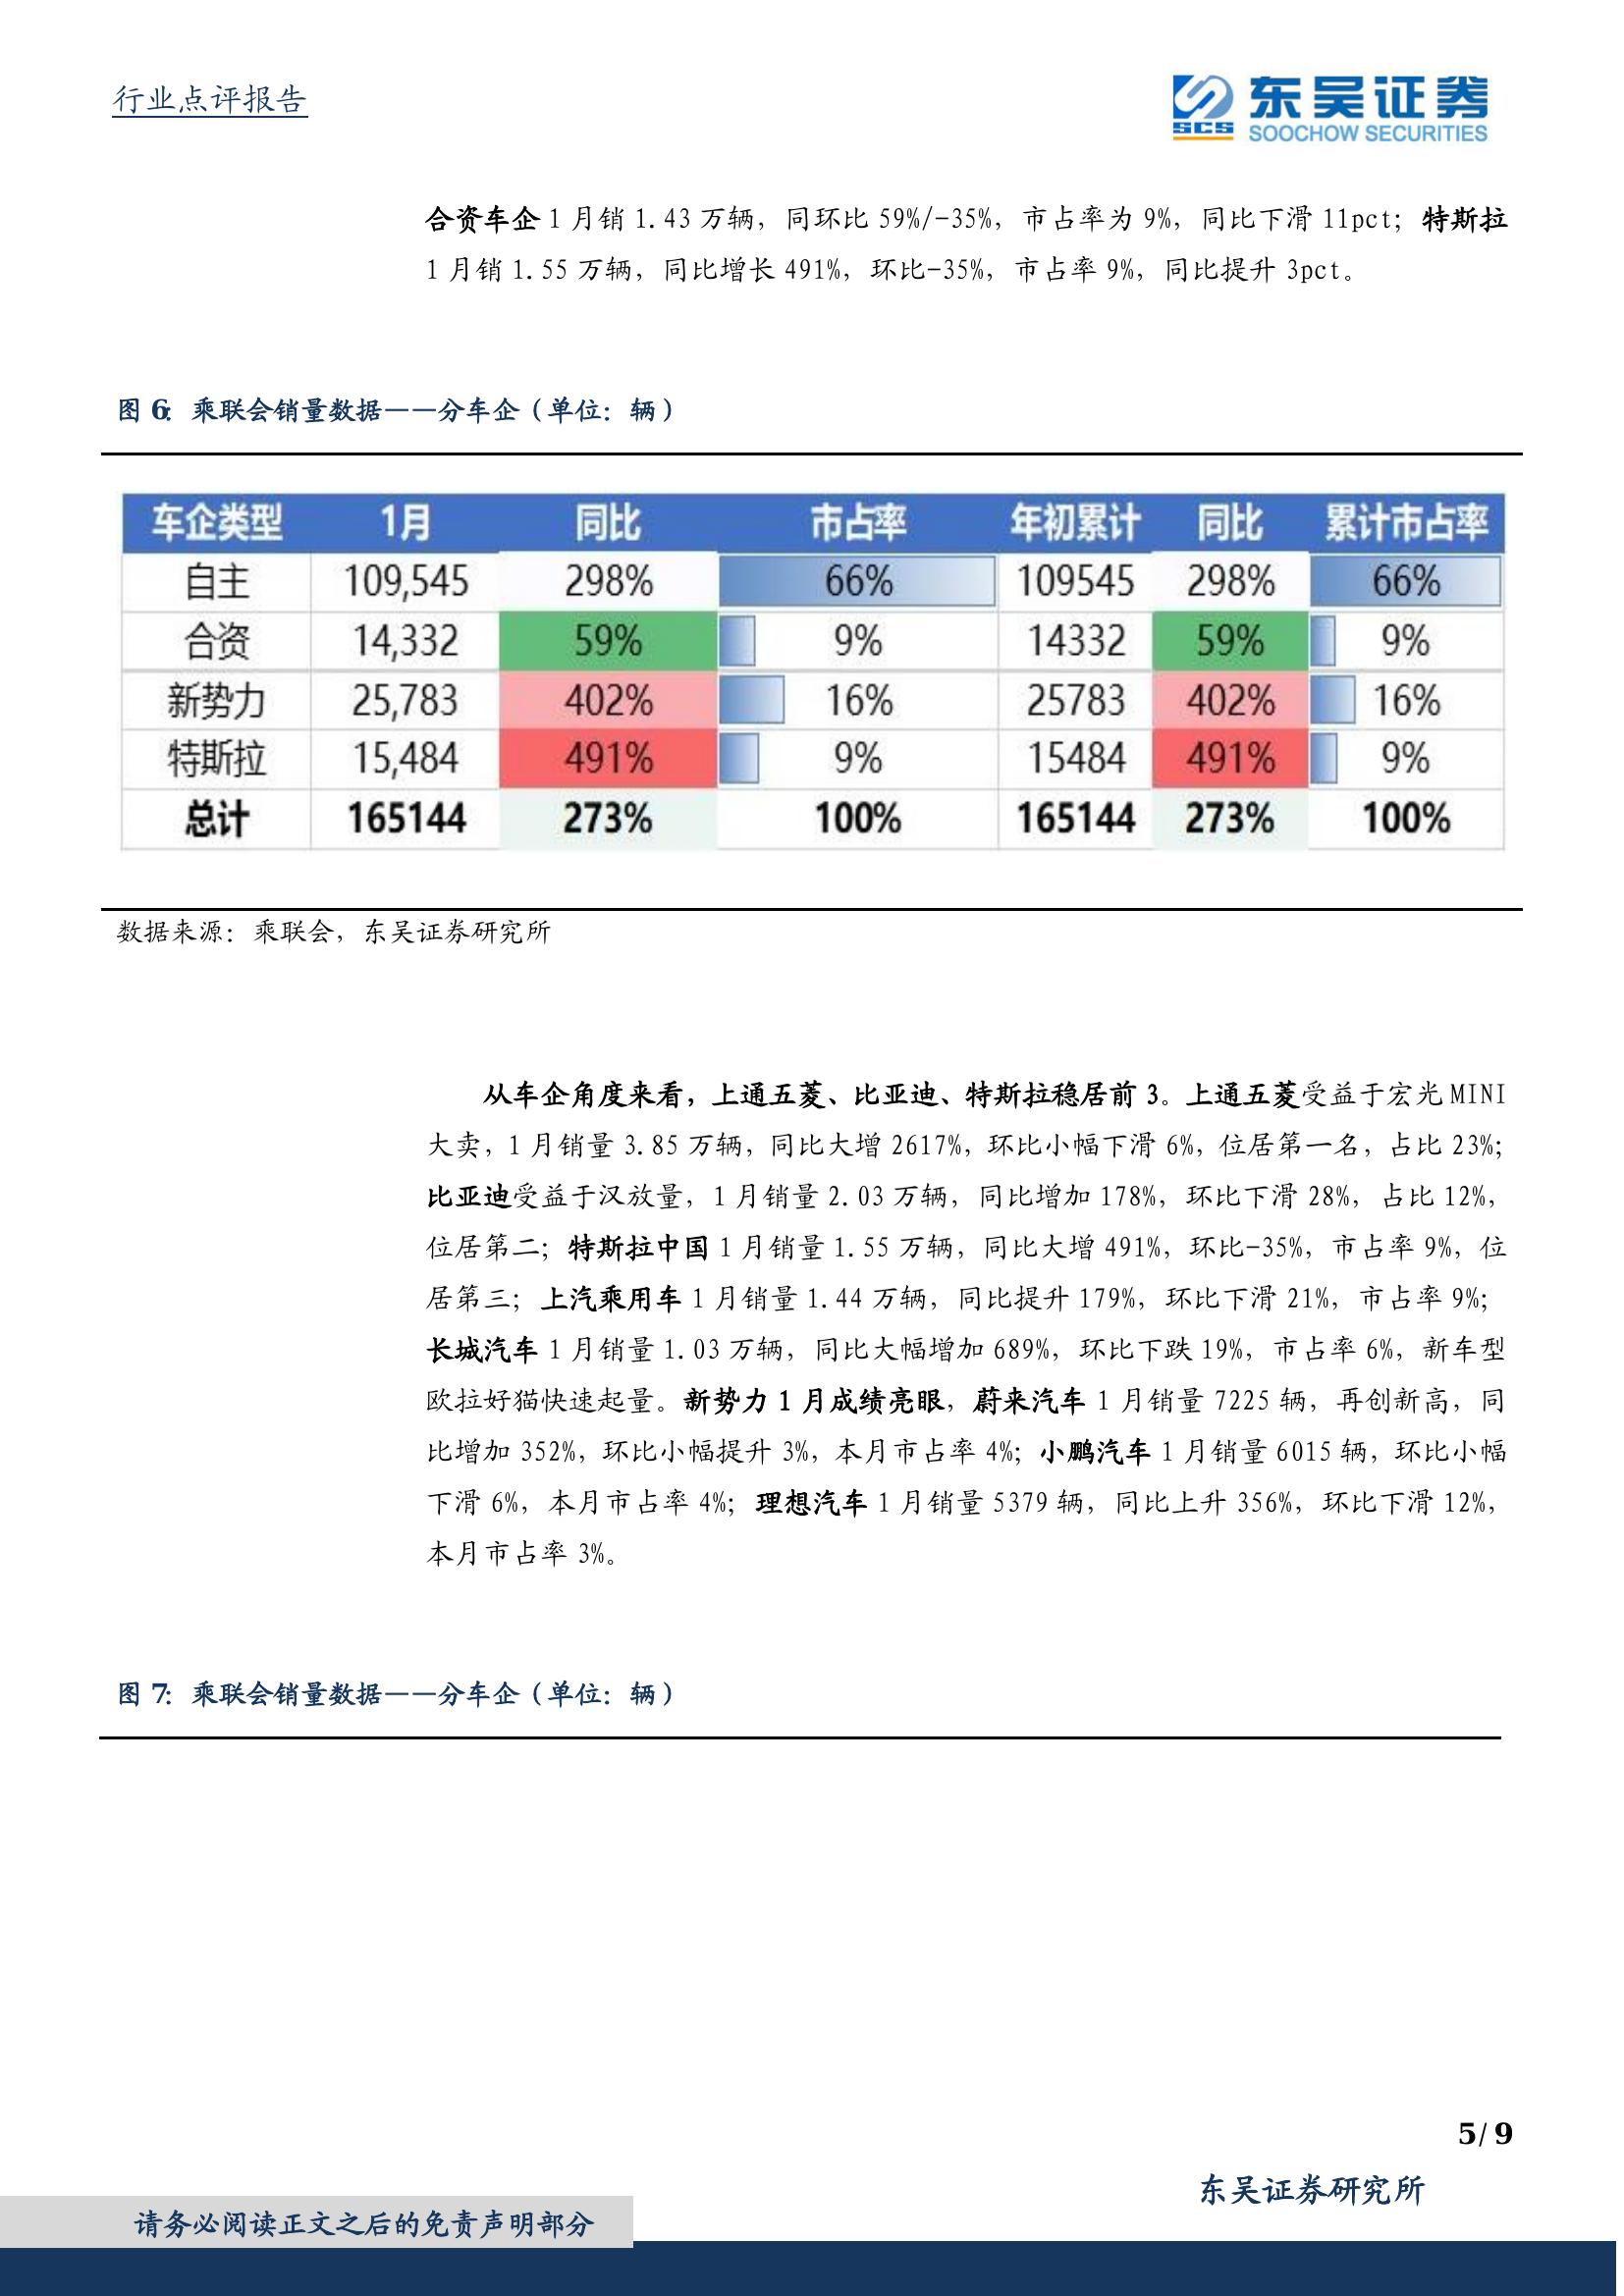 行业点评报告
东吴证券
SCS
SOOCHOW SECURITIES
合资车企 1 月销 1.43 万辆，同环比 59%/-35%，市占率为 9%，同比下滑 11pct；特斯拉
1 月销 1.55 万辆，同比增长 491%，环比-35%，市占率 9%，同比提升 3pct。
图 6：乘联会销量数据——分车企（单位：辆）
车企类型 1月 同比 市占率 年初累计 同比 累计市占率
自主 109,545 298% 66% 109545 298% 66%
合资 14,332 59% 9% 14332 59% 9%
新势力 25,783 402% 16% 25783 402% 16%
特斯拉 15,484 491% 9% 15484 491% 9%
总计 165144 273% 100% 165144 273% 100%
数据来源：乘联会，东吴证券研究所
从车企角度来看，上通五菱、比亚迪、特斯拉稳居前 3。上通五菱受益于宏光 MINI
大卖，1 月销量 3.85 万辆，同比大增 2617%，环比小幅下滑 6%，位居第一名，占比 23%；
比亚迪受益于汉放量，1 月销量 2.03 万辆，同比增加 178%，环比下滑 28%，占比 12%，
位居第二；特斯拉中国 1 月销量 1.55 万辆，同比大增 491%，环比-35%，市占率 9%，位
居第三；上汽乘用车 1 月销量 1.44 万辆，同比提升 179%，环比下滑 21%，市占率 9%；
长城汽车 1 月销量 1.03 万辆，同比大幅增加 689%，环比下跌 19%，市占率 6%，新车型
欧拉好猫快速起量。新势力 1 月成绩亮眼，蔚来汽车 1 月销量 7225 辆，再创新高，同
比增加 352%，环比小幅提升 3%，本月市占率 4%；小鹏汽车 1 月销量 6015 辆，环比小幅
下滑 6%，本月市占率 4%；理想汽车 1 月销量 5379 辆，同比上升 356%，环比下滑 12%，
本月市占率 3%。
图 7：乘联会销量数据——分车企（单位：辆）
5/ 9
东吴证券研究所
请务必阅读正文之后的免责声明部分